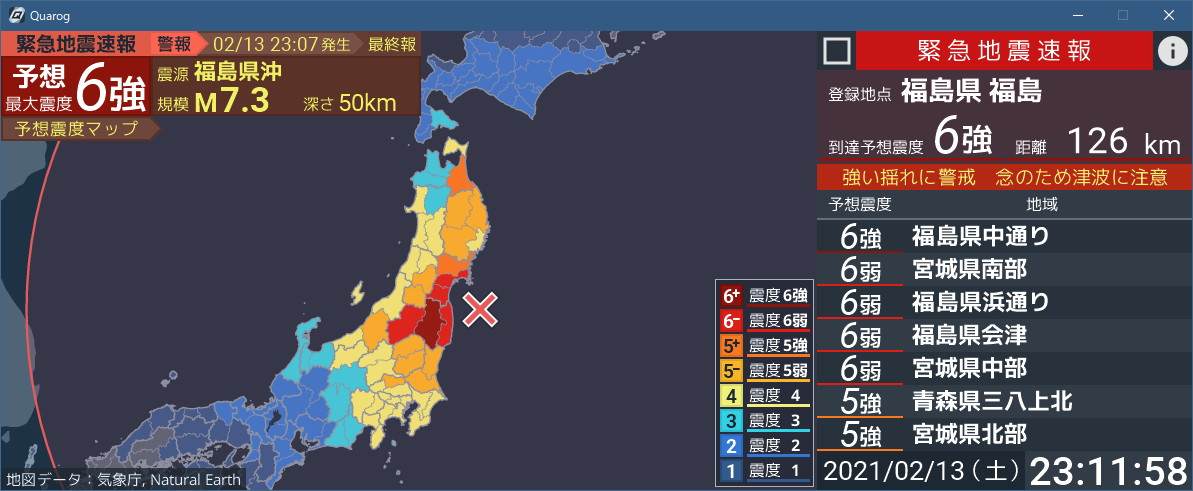 Quarog
緊急地震速報 警報 02/13 23:07発生 最終報
予想 最大震度 6強
震源 福島県沖
規模 M7.3 深さ 50km
予想震度マップ
6+ 震度 6強
6- 震度 6弱
5+ 震度 5強
5- 震度 5弱
4 震度 4
3 震度 3
2 震度 2
1 震度 1
地図データ：気象庁, Natural Earth
緊急地震速報
登録地点 福島県 福島
到達予想震度 6強 距離 126 km
強い揺れに警戒 念のため津波に注意
予想震度 地域
6強 福島県中通り
6弱 宮城県南部
6弱 福島県浜通り
6弱 福島県会津
6弱 宮城県中部
5強 青森県三八上北
5強 宮城県北部
2021/02/13（土） 23:11:58